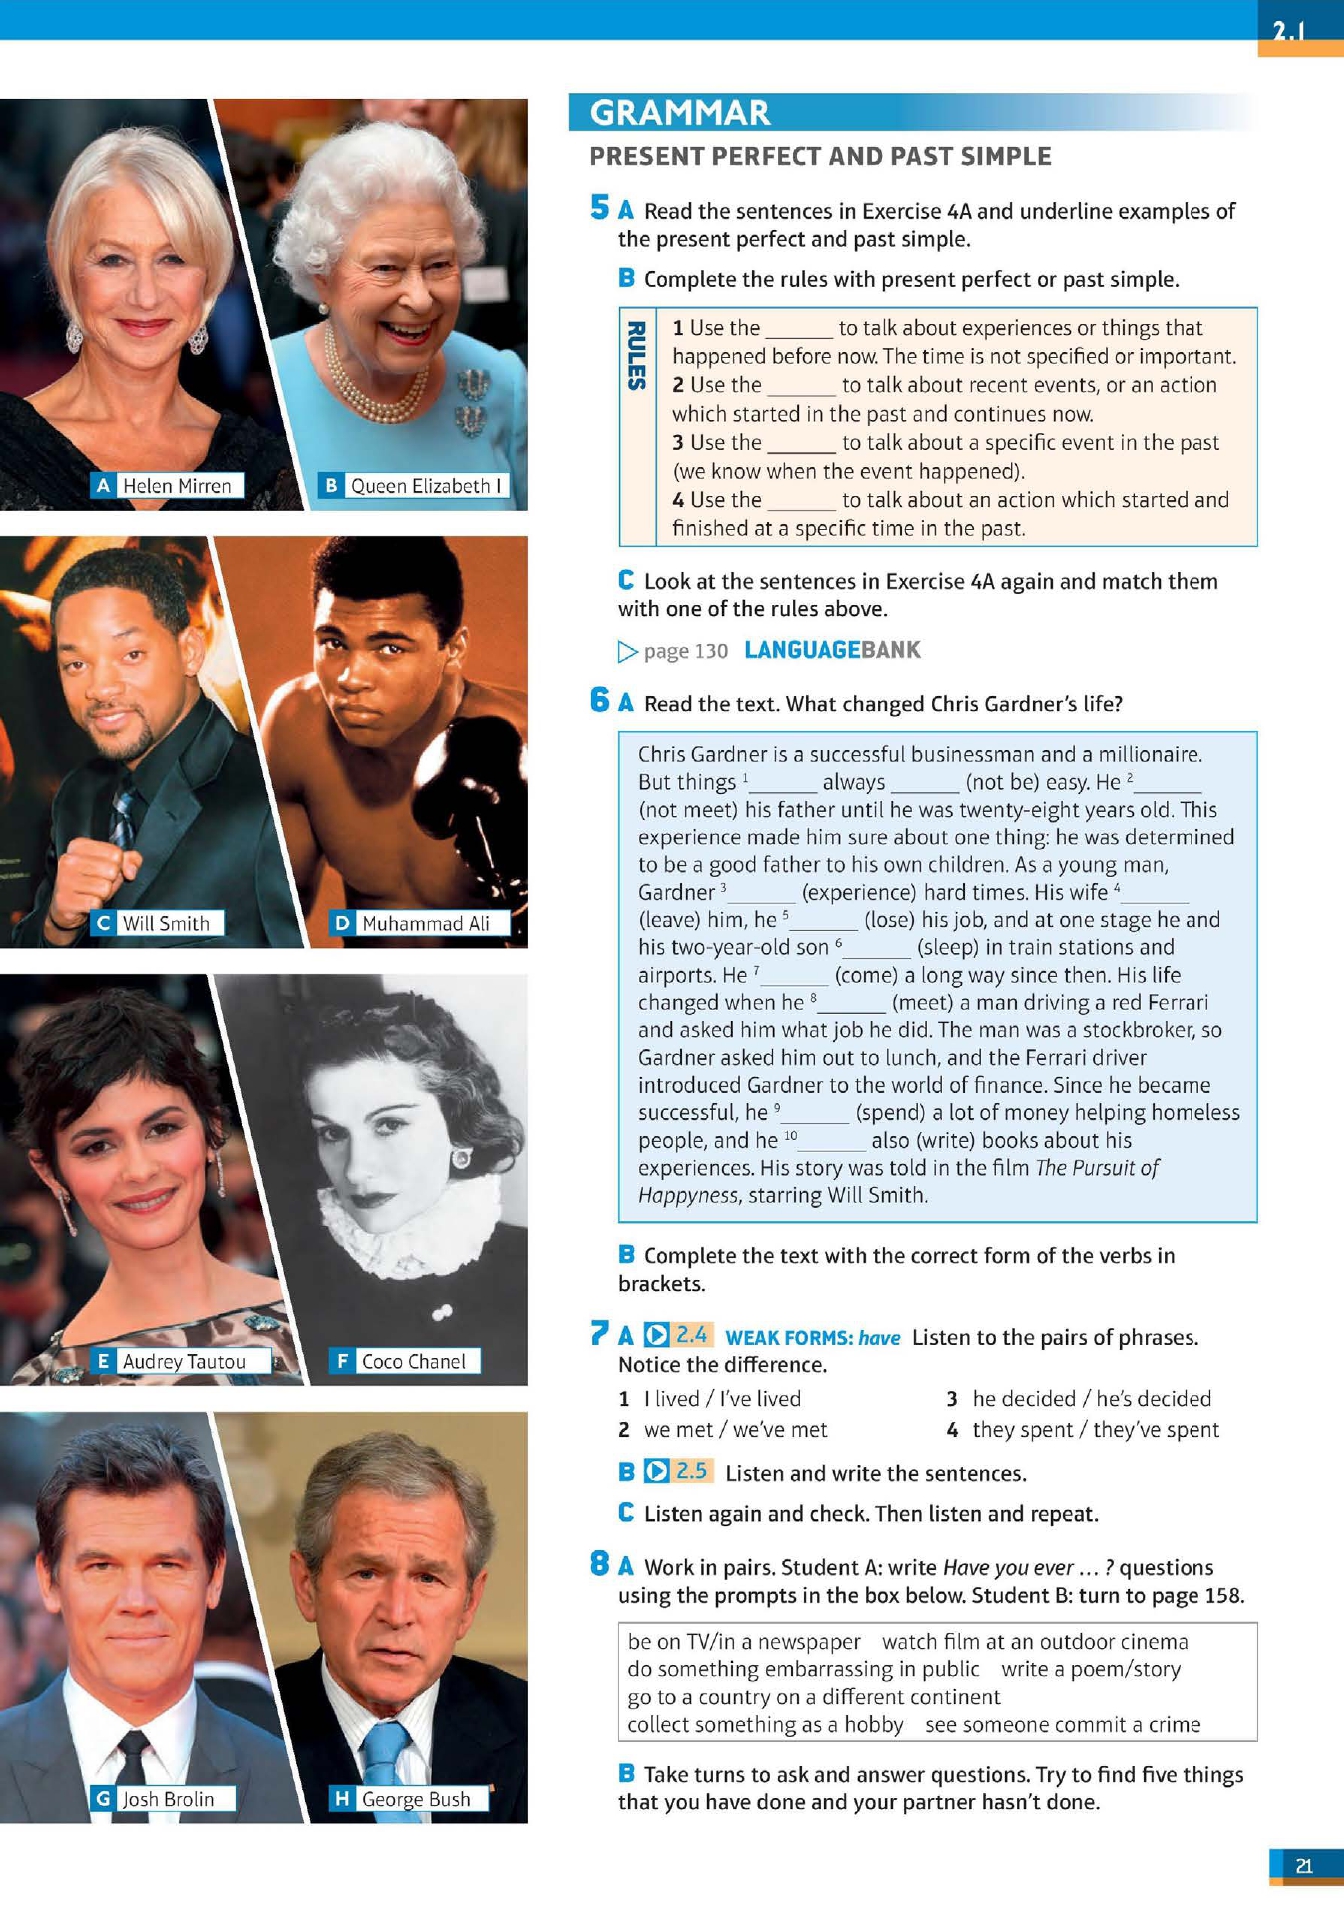 2.1
GRAMMAR
PRESENT PERFECT AND PAST SIMPLE
5 A Read the sentences in Exercise 4A and underline examples of
the present perfect and past simple.
B Complete the rules with present perfect or past simple.
RULES
1 Use the ______ to talk about experiences or things that
happened before now. The time is not specified or important.
2 Use the ______ to talk about recent events, or an action
which started in the past and continues now.
3 Use the ______ to talk about a specific event in the past
(we know when the event happened).
4 Use the ______ to talk about an action which started and
finished at a specific time in the past.
C Look at the sentences in Exercise 4A again and match them
with one of the rules above.
page 130 LANGUAGEBANK
6 A Read the text. What changed Chris Gardner's life?
Chris Gardner is a successful businessman and a millionaire.
But things 1______ always ______ (not be) easy. He 2______
(not meet) his father until he was twenty-eight years old. This
experience made him sure about one thing: he was determined
to be a good father to his own children. As a young man,
Gardner 3______ (experience) hard times. His wife 4______
(leave) him, he 5______ (lose) his job, and at one stage he and
his two-year-old son 6______ (sleep) in train stations and
airports. He 7______ (come) a long way since then. His life
changed when he 8______ (meet) a man driving a red Ferrari
and asked him what job he did. The man was a stockbroker, so
Gardner asked him out to lunch, and the Ferrari driver
introduced Gardner to the world of finance. Since he became
successful, he 9______ (spend) a lot of money helping homeless
people, and he 10______ also (write) books about his
experiences. His story was told in the film The Pursuit of
Happyness, starring Will Smith.
B Complete the text with the correct form of the verbs in
brackets.
7 A 2.4 WEAK FORMS: have Listen to the pairs of phrases.
Notice the difference.
1 I lived / I've lived
2 we met / we've met
3 he decided / he's decided
4 they spent / they've spent
B 2.5 Listen and write the sentences.
C Listen again and check. Then listen and repeat.
8 A Work in pairs. Student A: write Have you ever ... ? questions
using the prompts in the box below. Student B: turn to page 158.
be on TV/in a newspaper watch film at an outdoor cinema
do something embarrassing in public write a poem/story
go to a country on a different continent
collect something as a hobby see someone commit a crime
B Take turns to ask and answer questions. Try to find five things
that you have done and your partner hasn't done.
A Helen Mirren
B Queen Elizabeth I
C Will Smith
D Muhammad Ali
E Audrey Tautou
F Coco Chanel
G Josh Brolin
H George Bush
21